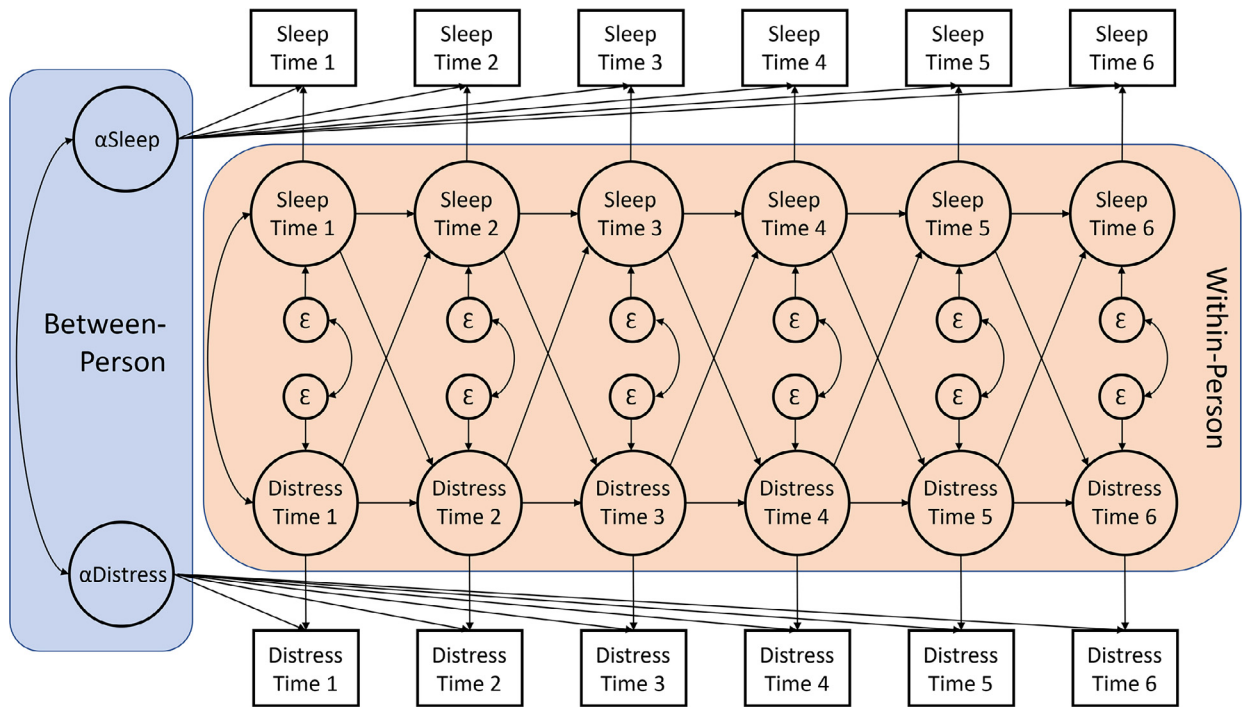 Sleep
Time 1
Sleep
Time 2
Sleep
Time 3
Sleep
Time 4
Sleep
Time 5
Sleep
Time 6
αSleep
Between-
Person
αDistress
Sleep
Time 1
Sleep
Time 2
Sleep
Time 3
Sleep
Time 4
Sleep
Time 5
Sleep
Time 6
ε
ε
ε
ε
ε
ε
ε
ε
ε
ε
ε
ε
Within-Person
Distress
Time 1
Distress
Time 2
Distress
Time 3
Distress
Time 4
Distress
Time 5
Distress
Time 6
Distress
Time 1
Distress
Time 2
Distress
Time 3
Distress
Time 4
Distress
Time 5
Distress
Time 6